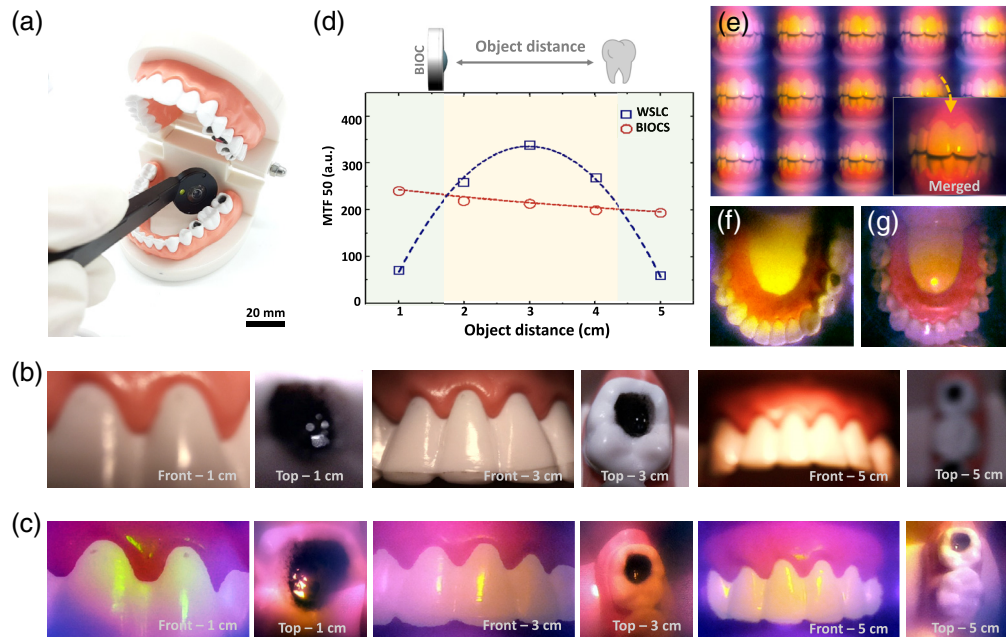 (a)
20 mm
(d)
BIOC
Object distance
WSLC
BIOCS
MTF 50 (a.u.)
400
300
200
100
0
1 2 3 4 5
Object distance (cm)
(e)
Merged
(f)
(g)
(b)
Front – 1 cm
Top – 1 cm
Front – 3 cm
Top – 3 cm
Front – 5 cm
Top – 5 cm
(c)
Front – 1 cm
Top – 1 cm
Front – 3 cm
Top – 3 cm
Front – 5 cm
Top – 5 cm